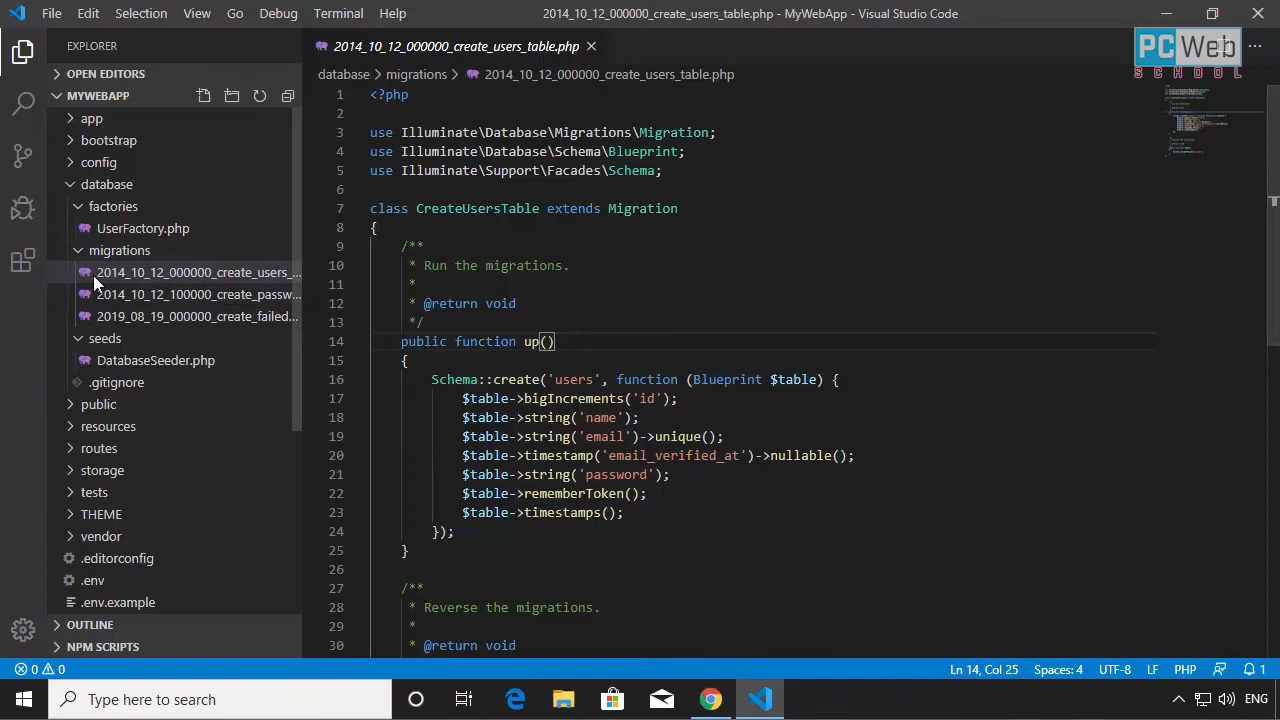 File Edit Selection View Go Debug Terminal Help 2014_10_12_000000_create_users_table.php - MyWebApp - Visual Studio Code
PC Web
SCHOOL
EXPLORER
OPEN EDITORS
MYWEBAPP
app
bootstrap
config
database
factories
UserFactory.php
migrations
2014_10_12_000000_create_users_...
2014_10_12_100000_create_passw...
2019_08_19_000000_create_failed...
seeds
DatabaseSeeder.php
.gitignore
public
resources
routes
storage
tests
THEME
vendor
.editorconfig
.env
.env.example
OUTLINE
NPM SCRIPTS
2014_10_12_000000_create_users_table.php
database > migrations > 2014_10_12_000000_create_users_table.php
1 <?php
2
3 use Illuminate\Database\Migrations\Migration;
4 use Illuminate\Database\Schema\Blueprint;
5 use Illuminate\Support\Facades\Schema;
6
7 class CreateUsersTable extends Migration
8 {
9 /**
10 * Run the migrations.
11 *
12 * @return void
13 */
14 public function up()
15 {
16 Schema::create('users', function (Blueprint $table) {
17 $table->bigIncrements('id');
18 $table->string('name');
19 $table->string('email')->unique();
20 $table->timestamp('email_verified_at')->nullable();
21 $table->string('password');
22 $table->rememberToken();
23 $table->timestamps();
24 });
25 }
26
27 /**
28 * Reverse the migrations.
29 *
30 * @return void
0 0 Ln 14, Col 25 Spaces: 4 UTF-8 LF PHP 1
Type here to search ENG